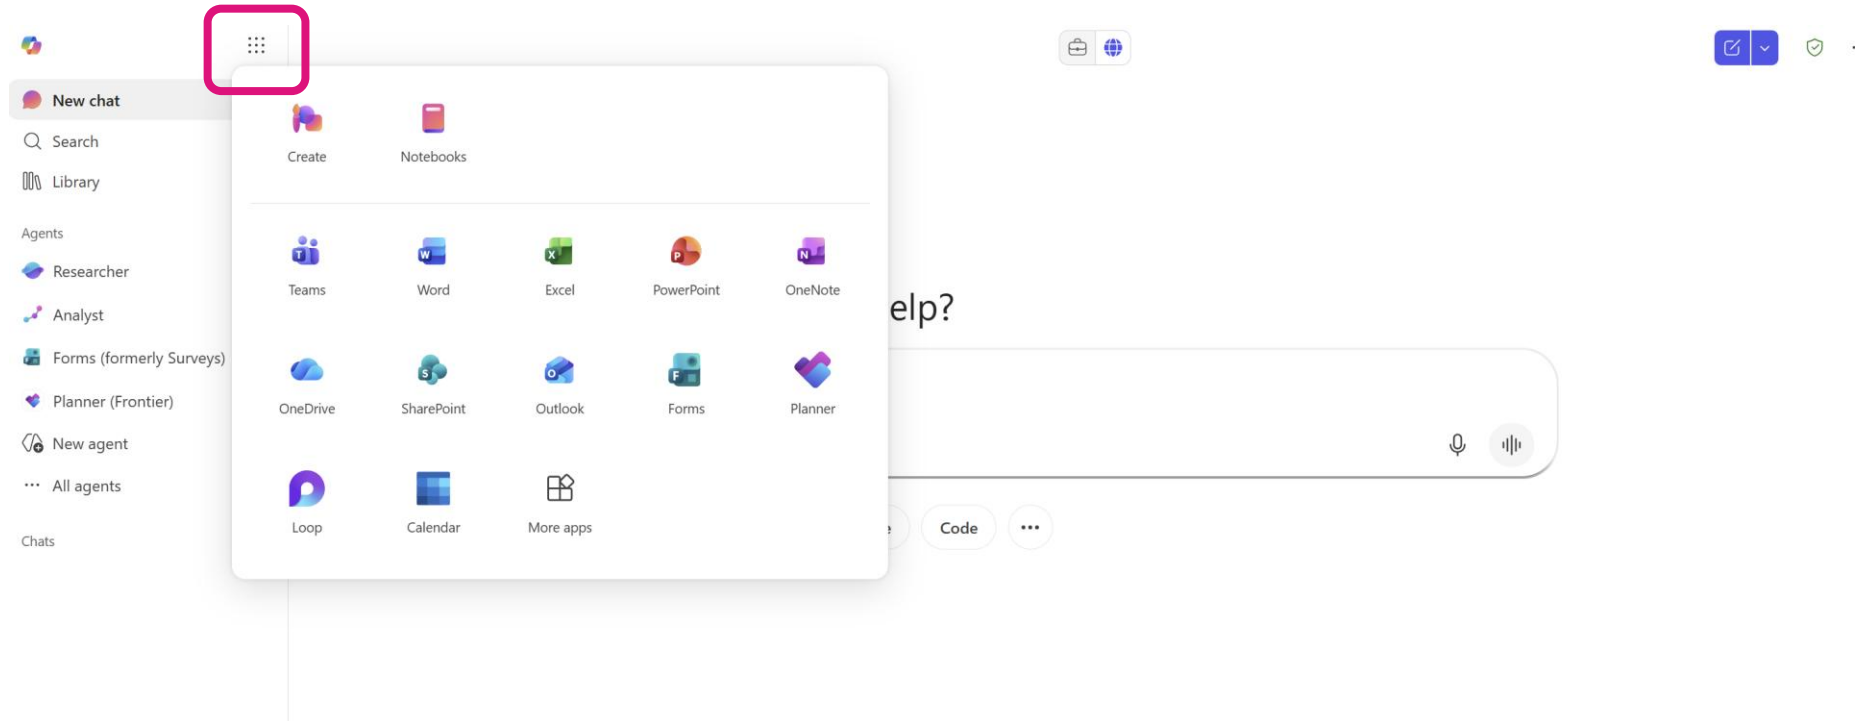 New chat
Search
Library
Agents
Researcher
Analyst
Forms (formerly Surveys)
Planner (Frontier)
New agent
All agents
Chats
Create Notebooks
Teams Word Excel PowerPoint OneNote
OneDrive SharePoint Outlook Forms Planner
Loop Calendar More apps
elp?
Code